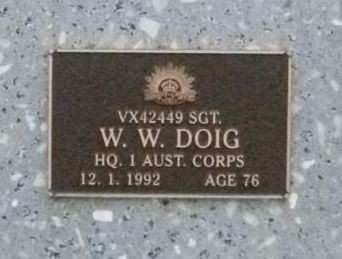 VX42449 SGT.
W. W. DOIG
HQ. 1 AUST. CORPS
12. 1. 1992 AGE 76